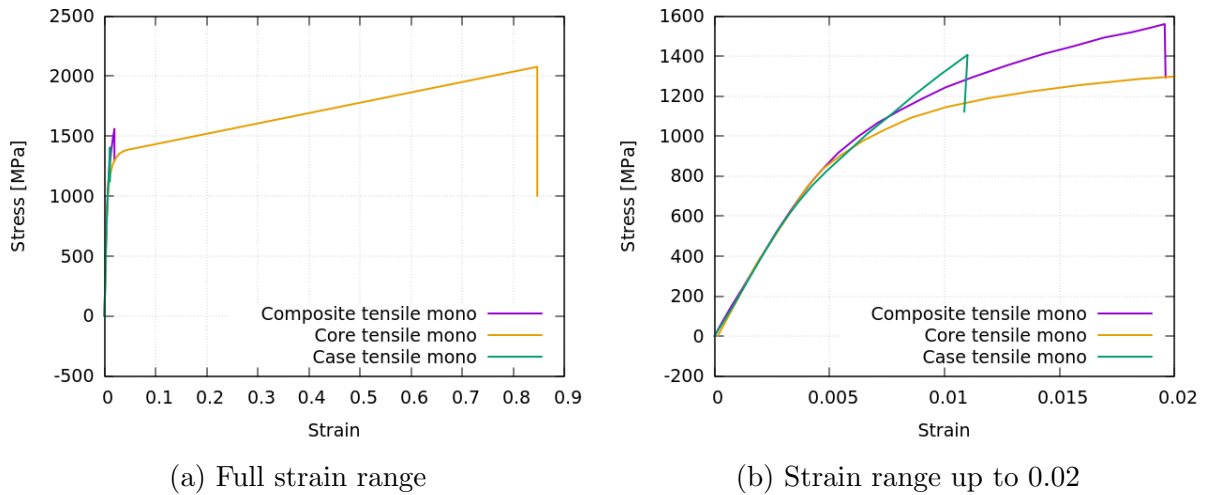 2500
2000
1500
1000
500
0
-500
Stress [MPa]
Composite tensile mono
Core tensile mono
Case tensile mono
0 0.1 0.2 0.3 0.4 0.5 0.6 0.7 0.8 0.9
Strain
(a) Full strain range
1600
1400
1200
1000
800
600
400
200
0
-200
Stress [MPa]
Composite tensile mono
Core tensile mono
Case tensile mono
0 0.005 0.01 0.015 0.02
Strain
(b) Strain range up to 0.02